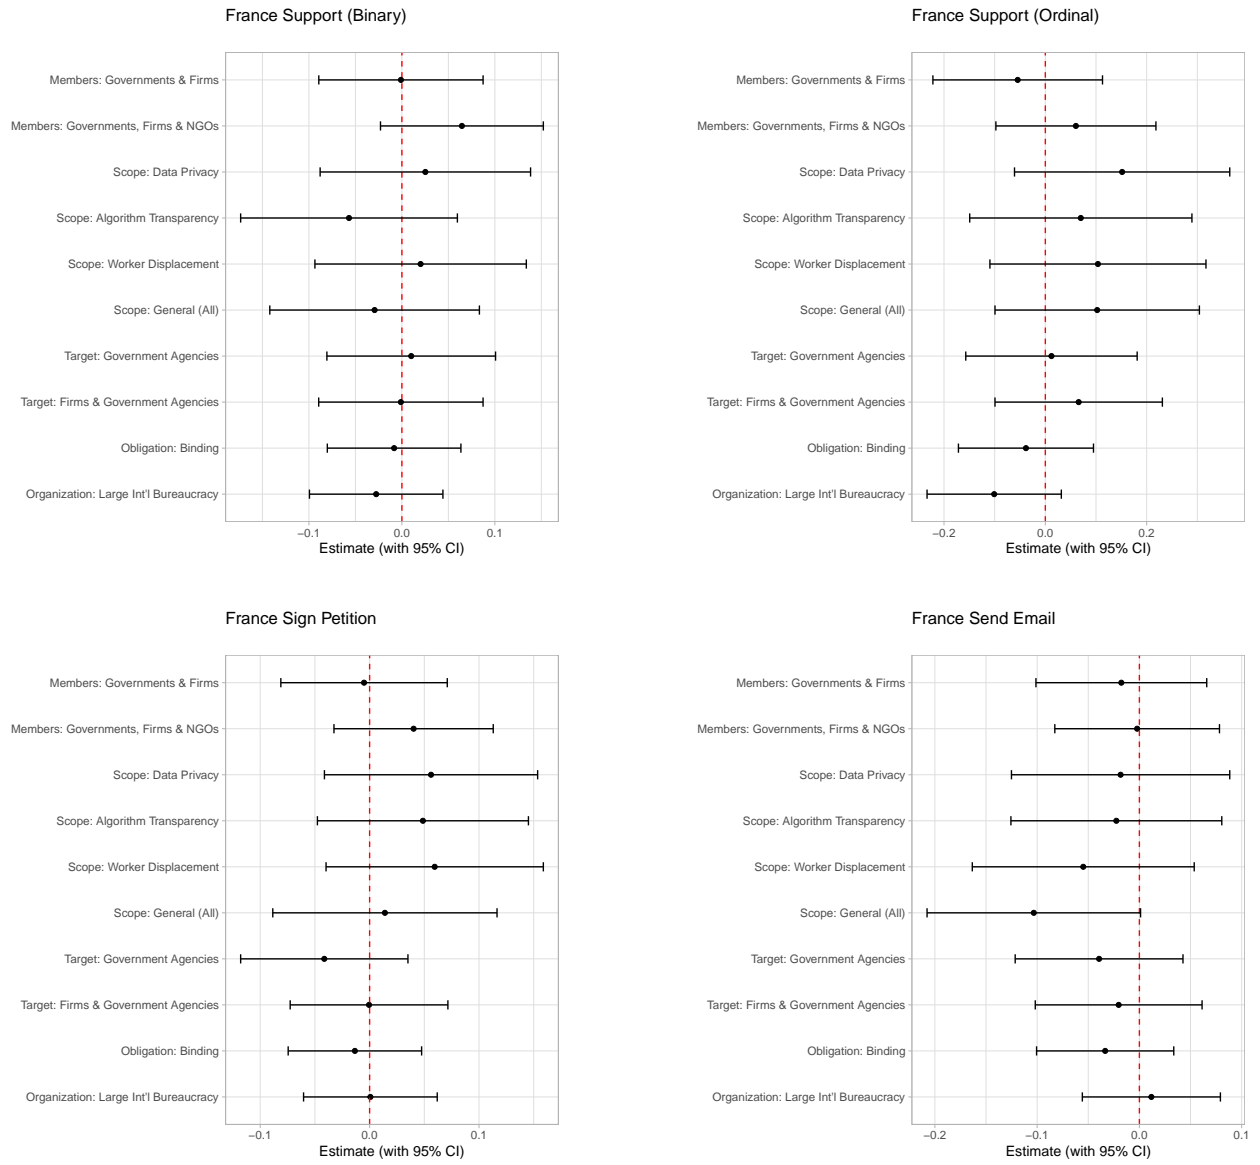 France Support (Binary)
Members: Governments & Firms
Members: Governments, Firms & NGOs
Scope: Data Privacy
Scope: Algorithm Transparency
Scope: Worker Displacement
Scope: General (All)
Target: Government Agencies
Target: Firms & Government Agencies
Obligation: Binding
Organization: Large Int'l Bureaucracy
−0.1 0.0 0.1
Estimate (with 95% CI)
France Support (Ordinal)
Members: Governments & Firms
Members: Governments, Firms & NGOs
Scope: Data Privacy
Scope: Algorithm Transparency
Scope: Worker Displacement
Scope: General (All)
Target: Government Agencies
Target: Firms & Government Agencies
Obligation: Binding
Organization: Large Int'l Bureaucracy
−0.2 0.0 0.2
Estimate (with 95% CI)
France Sign Petition
Members: Governments & Firms
Members: Governments, Firms & NGOs
Scope: Data Privacy
Scope: Algorithm Transparency
Scope: Worker Displacement
Scope: General (All)
Target: Government Agencies
Target: Firms & Government Agencies
Obligation: Binding
Organization: Large Int'l Bureaucracy
−0.1 0.0 0.1
Estimate (with 95% CI)
France Send Email
Members: Governments & Firms
Members: Governments, Firms & NGOs
Scope: Data Privacy
Scope: Algorithm Transparency
Scope: Worker Displacement
Scope: General (All)
Target: Government Agencies
Target: Firms & Government Agencies
Obligation: Binding
Organization: Large Int'l Bureaucracy
−0.2 −0.1 0.0 0.1
Estimate (with 95% CI)